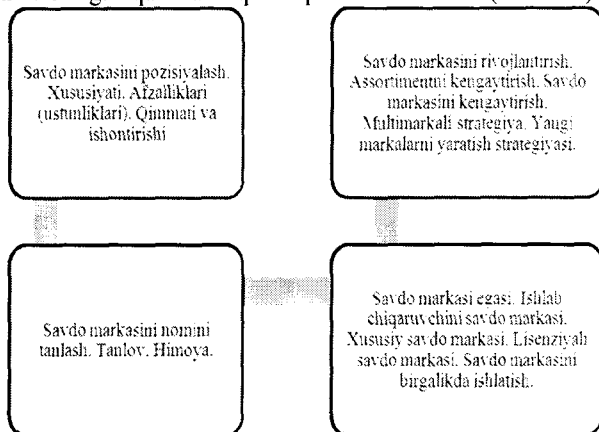 Savdo markasini pozisiyalash.
Xususiyati. Afzalliklari
(ustunliklari). Qimmati va
ishontirishi
Savdo markasini rivojlantirish.
Assortimentni kengaytirish. Savdo
markasini kengaytirish.
Multimarkali strategiya. Yangi
markalarni yaratish strategiyasi.
Savdo markasini nomini
tanlash. Tanlov. Himoya.
Savdo markasi egasi. Ishlab
chiqaruvchini savdo markasi.
Xususiy savdo markasi. Lisenziyali
savdo markasi. Savdo markasini
birgalikda ishlatish.